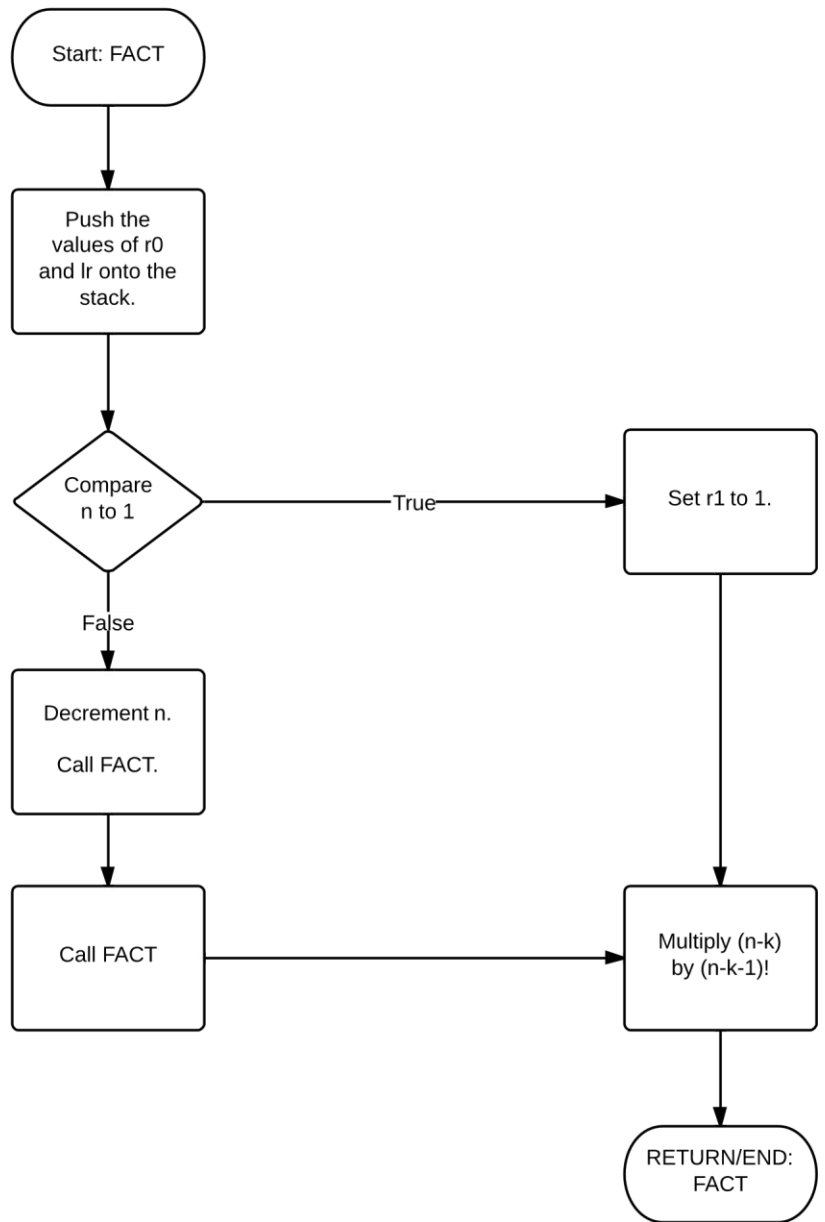 Start: FACT
Push the
values of r0
and lr onto the
stack.
Compare
n to 1
True
Set r1 to 1.
False
Decrement n.
Call FACT.
Call FACT
Multiply (n-k)
by (n-k-1)!
RETURN/END:
FACT